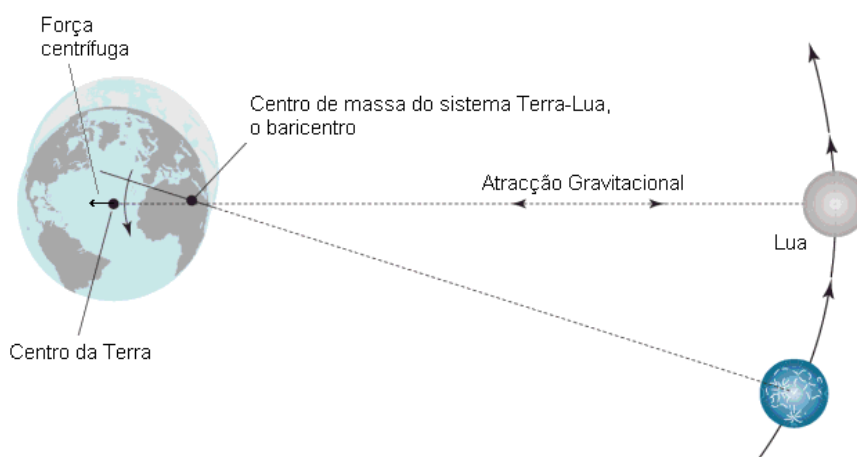 Força
centrífuga
Centro de massa do sistema Terra-Lua,
o baricentro
Atracção Gravitacional
Lua
Centro da Terra